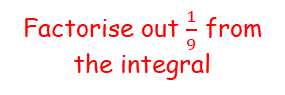 Factorise out 1/9 from
the integral